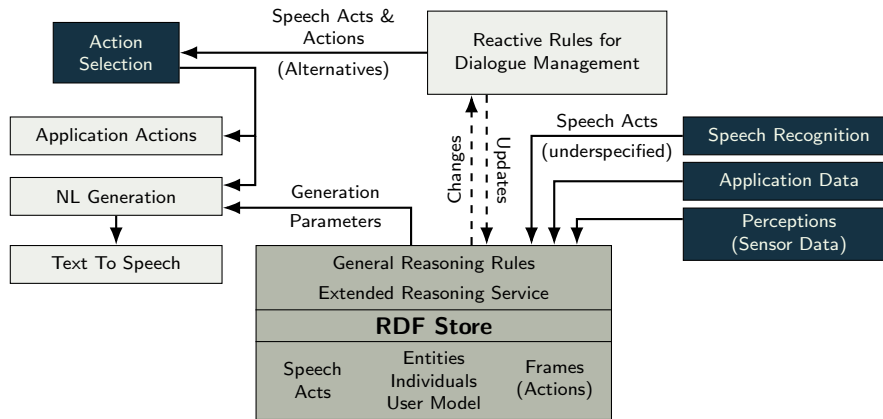 Action
Selection
Speech Acts &
Actions
(Alternatives)
Reactive Rules for
Dialogue Management
Application Actions
NL Generation
Text To Speech
Generation
Parameters
Changes
Updates
Speech Acts
(underspecified)
Speech Recognition
Application Data
Perceptions
(Sensor Data)
General Reasoning Rules
Extended Reasoning Service
RDF Store
Speech
Acts
Entities
Individuals
User Model
Frames
(Actions)